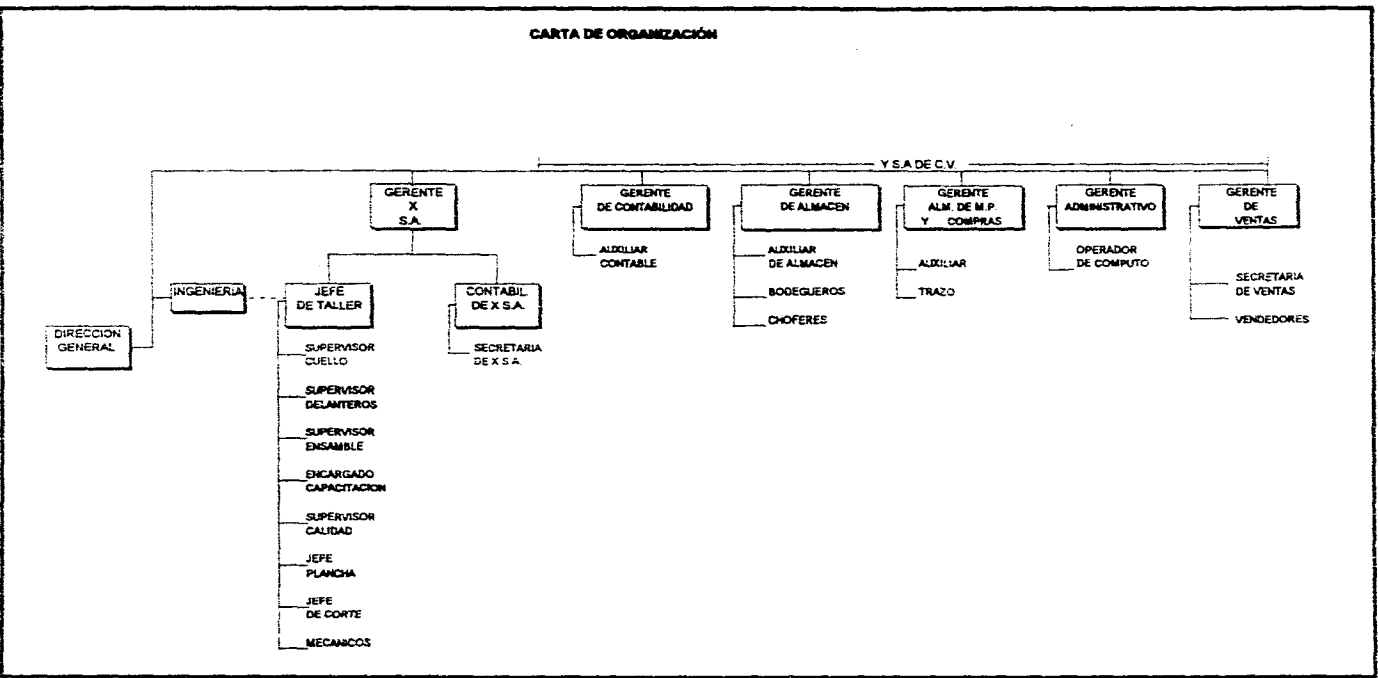 CARTA DE ORGANIZACIÓN
Y S.A DE C.V.
GERENTE
X
S.A.
GERENTE
DE CONTABILIDAD
GERENTE
DE ALMACEN
GERENTE
ALM. DE M.P.
Y COMPRAS
GERENTE
ADMINISTRATIVO
GERENTE
DE
VENTAS
AUXILIAR
CONTABLE
AUXILIAR
DE ALMACEN
BODEGUEROS
CHOFERES
AUXILIAR
TRAZO
OPERADOR
DE COMPUTO
SECRETARIA
DE VENTAS
VENDEDORES
DIRECCION
GENERAL
INGENIERIA
JEFE
DE TALLER
CONTABIL
DE X S.A.
SECRETARIA
DE X S.A.
SUPERVISOR
CUELLO
SUPERVISOR
DELANTEROS
SUPERVISOR
ENSAMBLE
ENCARGADO
CAPACITACION
SUPERVISOR
CALIDAD
JEFE
PLANCHA
JEFE
DE CORTE
MECANICOS